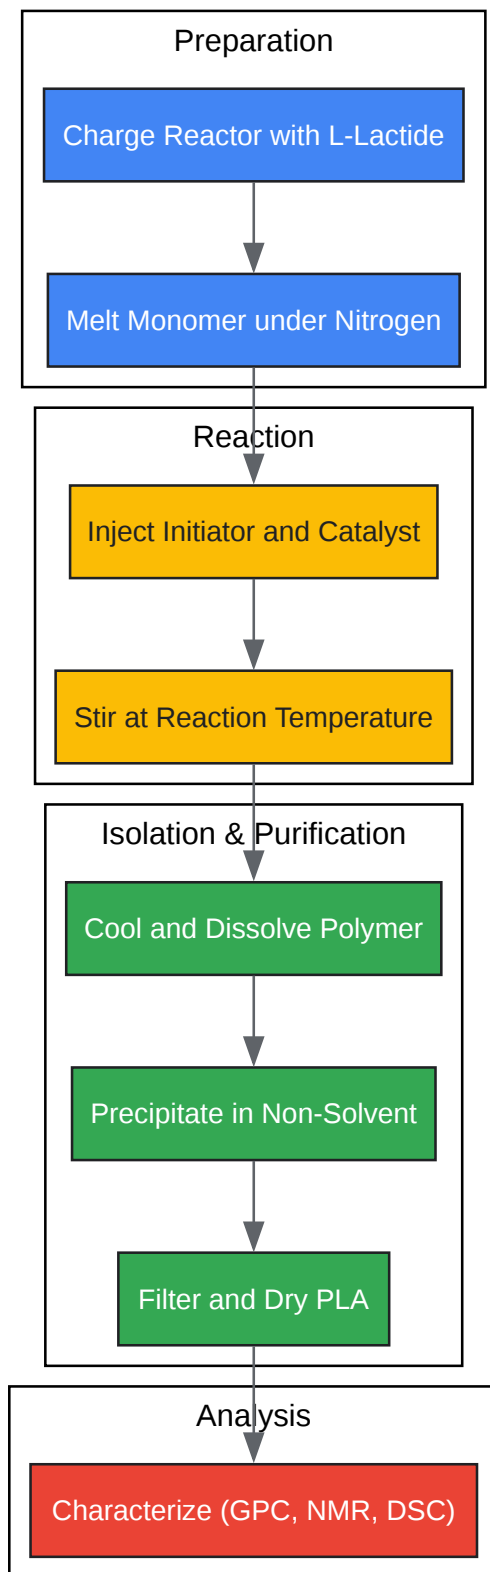 Preparation
Charge Reactor with L-Lactide
Melt Monomer under Nitrogen
Reaction
Inject Initiator and Catalyst
Stir at Reaction Temperature
Isolation & Purification
Cool and Dissolve Polymer
Precipitate in Non-Solvent
Filter and Dry PLA
Analysis
Characterize (GPC, NMR, DSC)